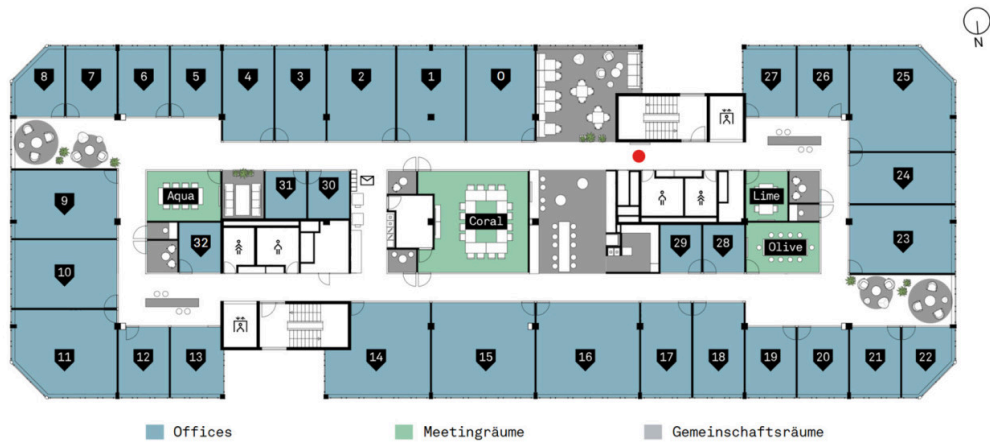 N
8 7 6 5 4 3 2 1 0 27 26 25
31 30 24
Aqua Lime
9 Coral
32 29 28 Olive 23
10
11 12 13 14 15 16 17 18 19 20 21 22
Offices Meetingräume Gemeinschaftsräume